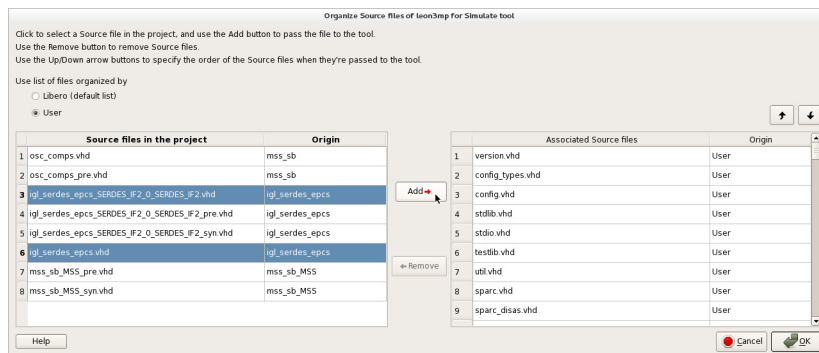 Organize Source files of leon3mp for Simulate tool
Click to select a Source file in the project, and use the Add button to pass the file to the tool.
Use the Remove button to remove Source files.
Use the Up/Down arrow buttons to specify the order of the Source files when they're passed to the tool.
Use list of files organized by
Libero (default list)
User
Source files in the project Origin
1 osc_comps.vhd mss_sb
2 osc_comps_pre.vhd mss_sb
3 igl_serdes_epcs_SERDES_IF2_0_SERDES_IF2.vhd igl_serdes_epcs
4 igl_serdes_epcs_SERDES_IF2_0_SERDES_IF2_pre.vhd igl_serdes_epcs
5 igl_serdes_epcs_SERDES_IF2_0_SERDES_IF2_syn.vhd igl_serdes_epcs
6 igl_serdes_epcs.vhd igl_serdes_epcs
7 mss_sb_MSS_pre.vhd mss_sb_MSS
8 mss_sb_MSS_syn.vhd mss_sb_MSS
Add
Remove
Associated Source files Origin
1 version.vhd User
2 config_types.vhd User
3 config.vhd User
4 stdlib.vhd User
5 stdio.vhd User
6 testlib.vhd User
7 util.vhd User
8 sparc.vhd User
9 sparc_disas.vhd User
Help
Cancel
OK